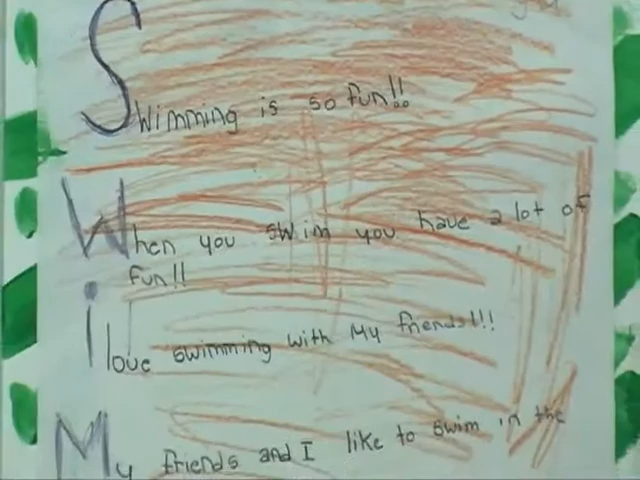 Swimming is so fun!!
When you swim you have a lot of
fun!!
i love swimming with My friends!!!
My friends and I like to swim in the